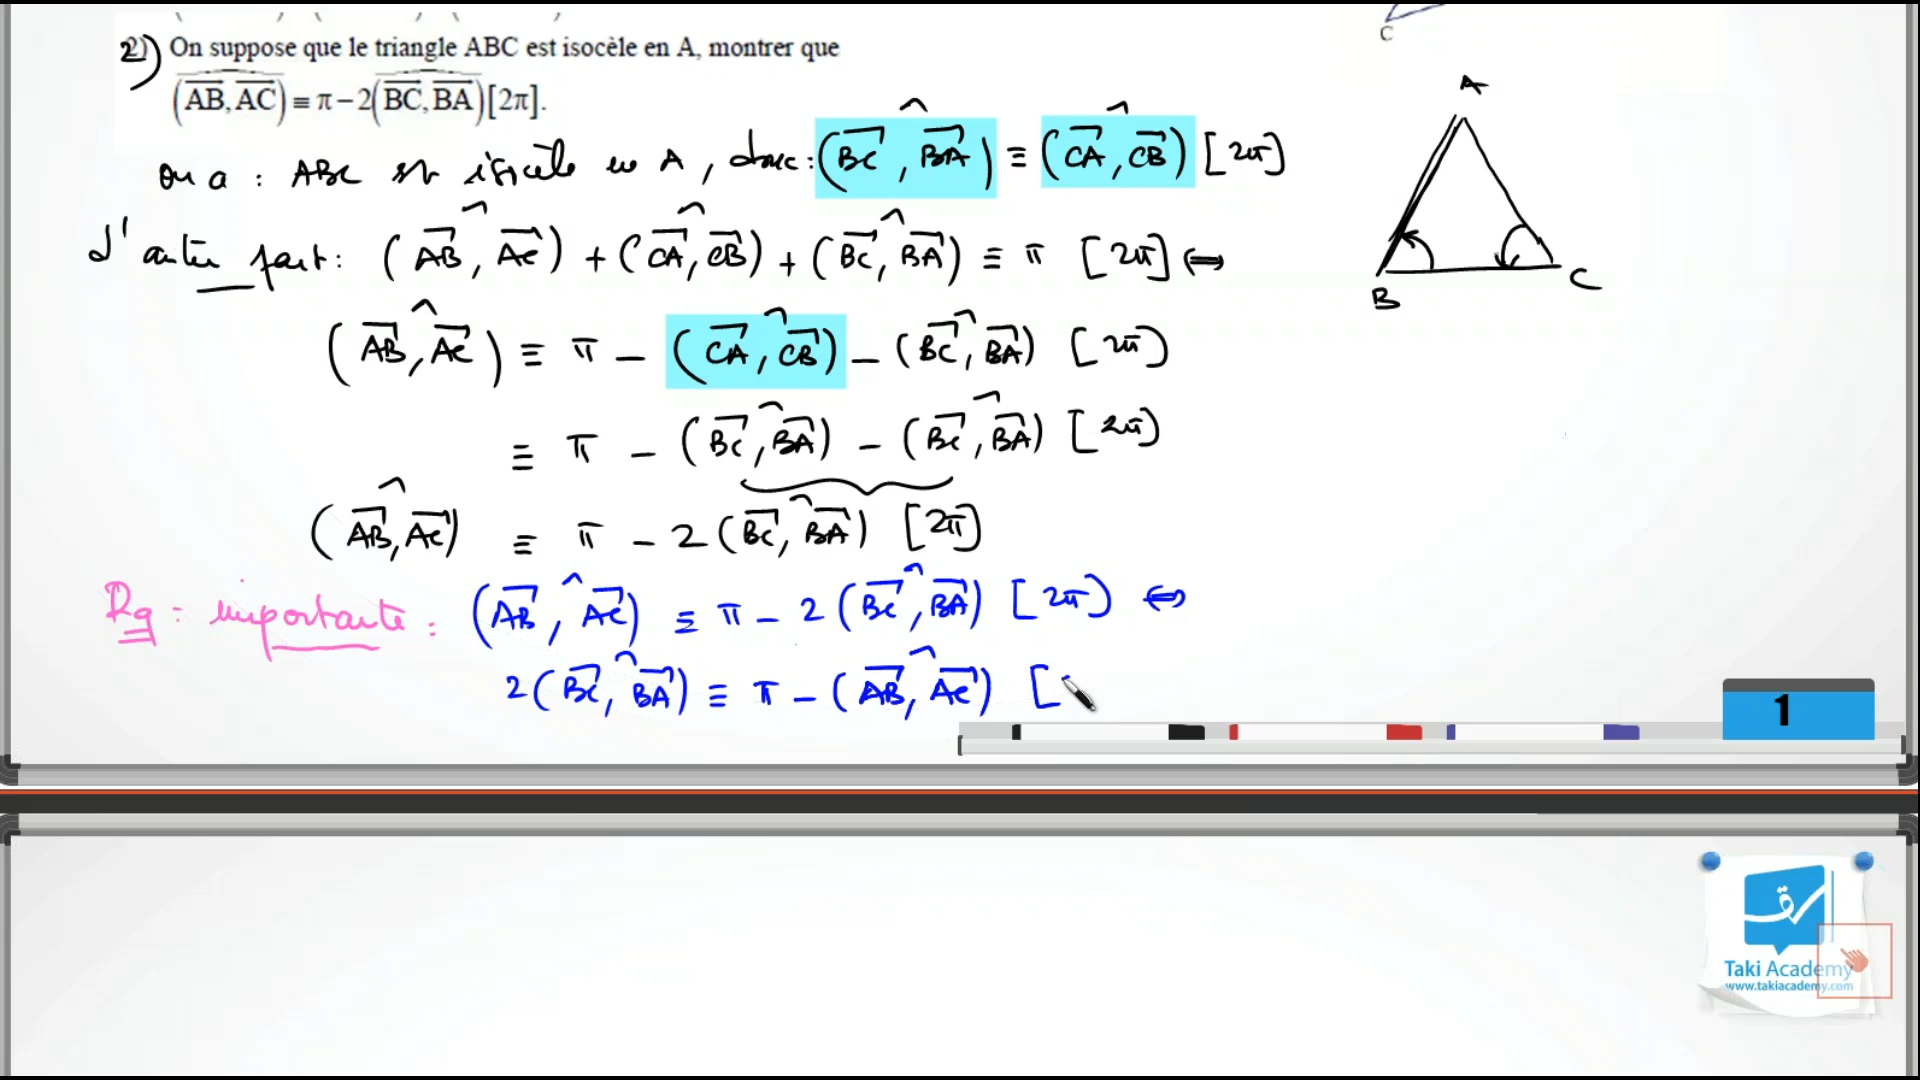 C
2) On suppose que le triangle ABC est isocèle en A, montrer que
(AB, AC) ≡ π − 2(BC, BA)[2π].
A
On a : ABC est isocèle en A, donc : (BC, BA) ≡ (CA, CB) [2π]
d'autre part : (AB, AC) + (CA, CB) + (BC, BA) ≡ π [2π] ⇔
B C
(AB, AC) ≡ π − (CA, CB) − (BC, BA) [2π]
≡ π − (BC, BA) − (BC, BA) [2π]
(AB, AC) ≡ π − 2(BC, BA) [2π]
Rq : importante : (AB, AC) ≡ π − 2(BC, BA) [2π] ⇔
2(BC, BA) ≡ π − (AB, AC) [
1
Taki Academy
www.takiacademy.com